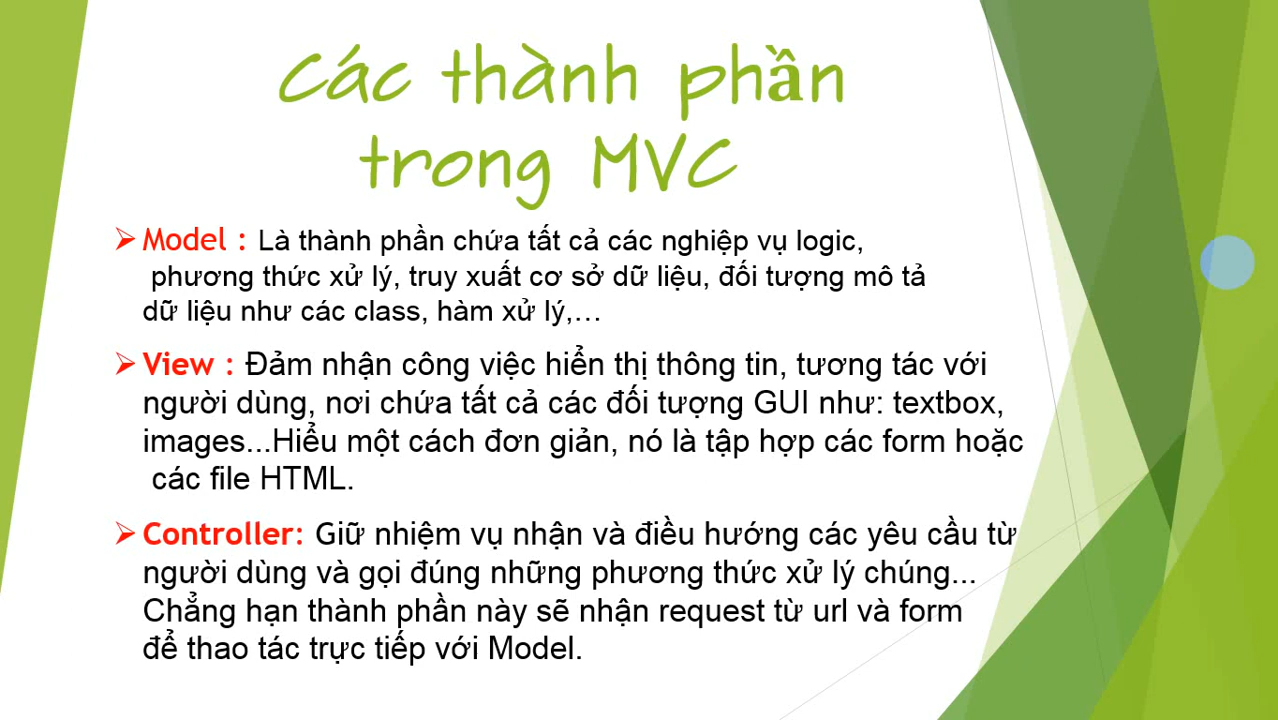 Các thành phần
trong MVC
Model : Là thành phần chứa tất cả các nghiệp vụ logic,
phương thức xử lý, truy xuất cơ sở dữ liệu, đối tượng mô tả
dữ liệu như các class, hàm xử lý,…
View : Đảm nhận công việc hiển thị thông tin, tương tác với
người dùng, nơi chứa tất cả các đối tượng GUI như: textbox,
images...Hiểu một cách đơn giản, nó là tập hợp các form hoặc
các file HTML.
Controller: Giữ nhiệm vụ nhận và điều hướng các yêu cầu từ
người dùng và gọi đúng những phương thức xử lý chúng...
Chẳng hạn thành phần này sẽ nhận request từ url và form
để thao tác trực tiếp với Model.